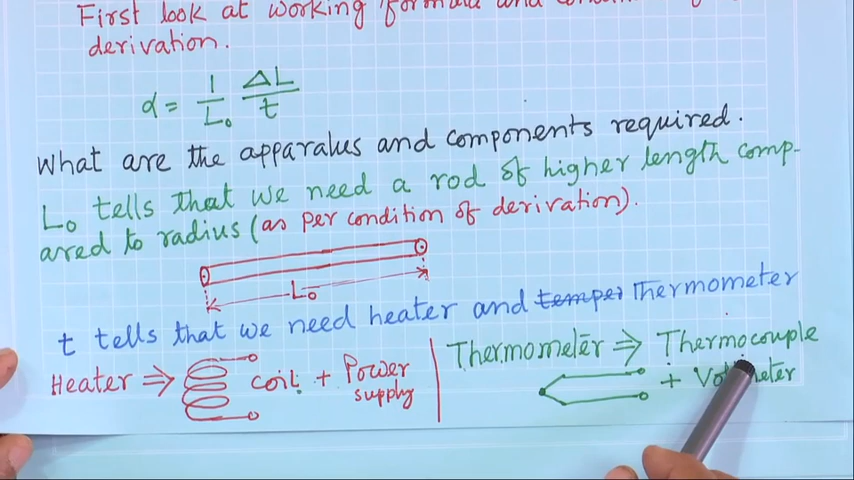 First look at working formula and
derivation.
α = 1/L₀ ΔL/t
What are the apparatus and components required.
L₀ tells that we need a rod of higher length comp-
ared to radius (as per condition of derivation).
L₀
t tells that we need heater and temper Thermometer
Heater ⇒ coil + Power supply
Thermometer ⇒ Thermocouple
+ Voltmeter